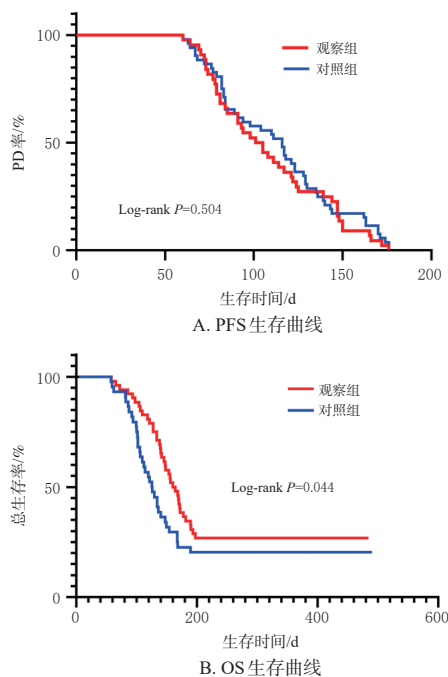 100
50
0
PD率/%
观察组
对照组
Log-rank P=0.504
0
50
100
150
200
生存时间/d
A. PFS生存曲线
100
50
0
总生存率/%
观察组
对照组
Log-rank P=0.044
0
200
400
600
生存时间/d
B. OS生存曲线